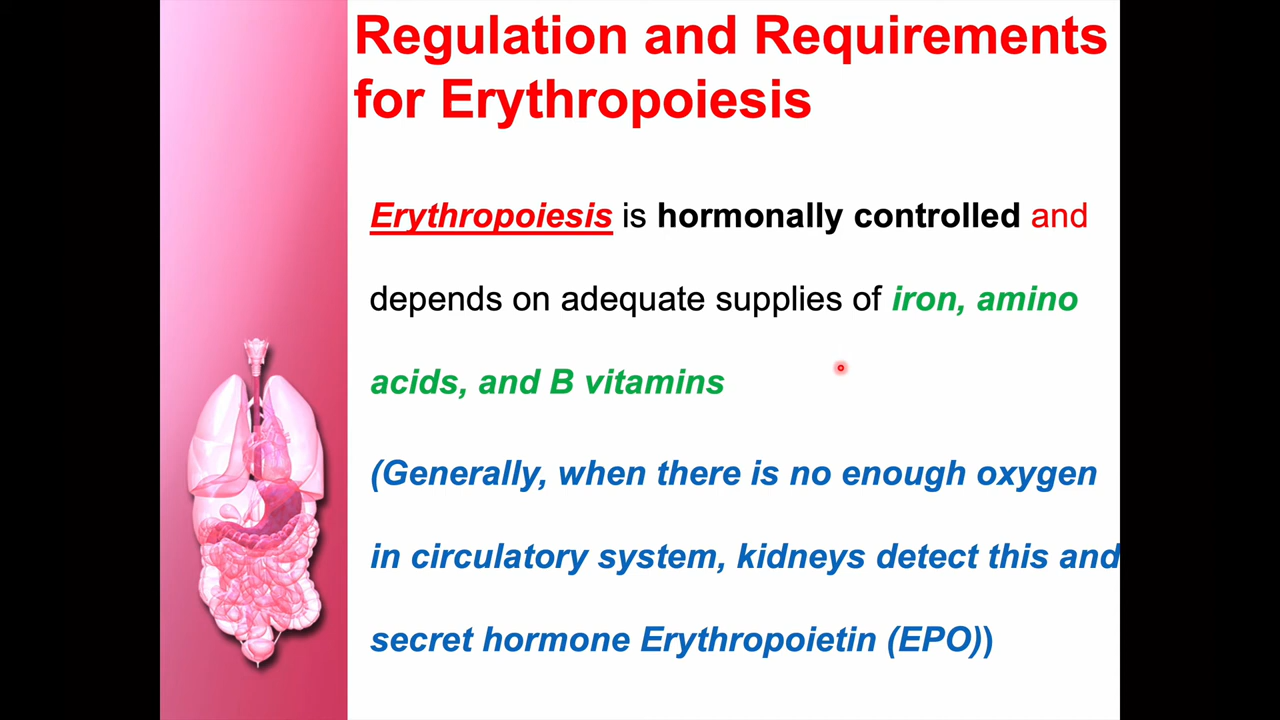 Regulation and Requirements
for Erythropoiesis
Erythropoiesis is hormonally controlled and
depends on adequate supplies of iron, amino
acids, and B vitamins
(Generally, when there is no enough oxygen
in circulatory system, kidneys detect this and
secret hormone Erythropoietin (EPO))